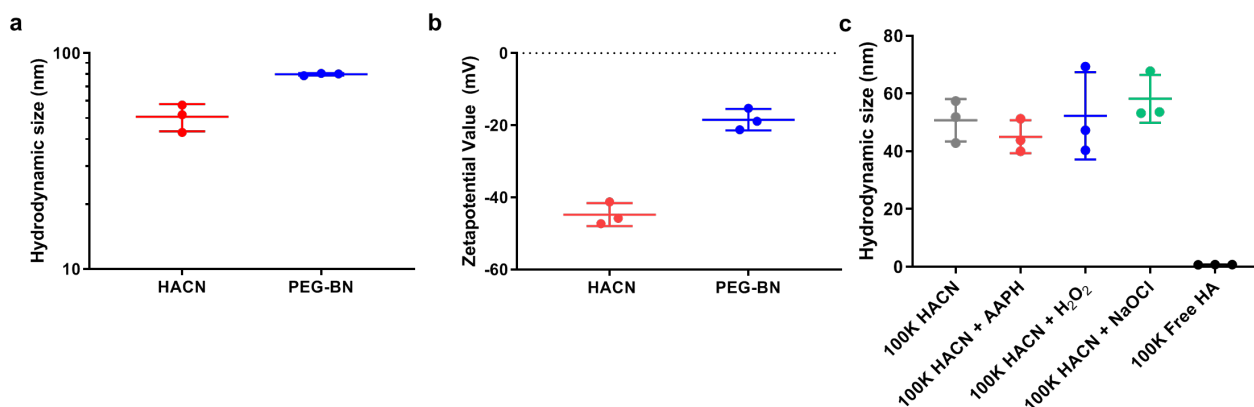 a
Hydrodynamic size (nm)
100
10
HACN
PEG-BN
b
Zetapotential Value (mV)
0
-20
-40
-60
HACN
PEG-BN
c
Hydrodynamic size (nm)
80
60
40
20
0
100K HACN
100K HACN + AAPH
100K HACN + H₂O₂
100K HACN + NaOCl
100K Free HA